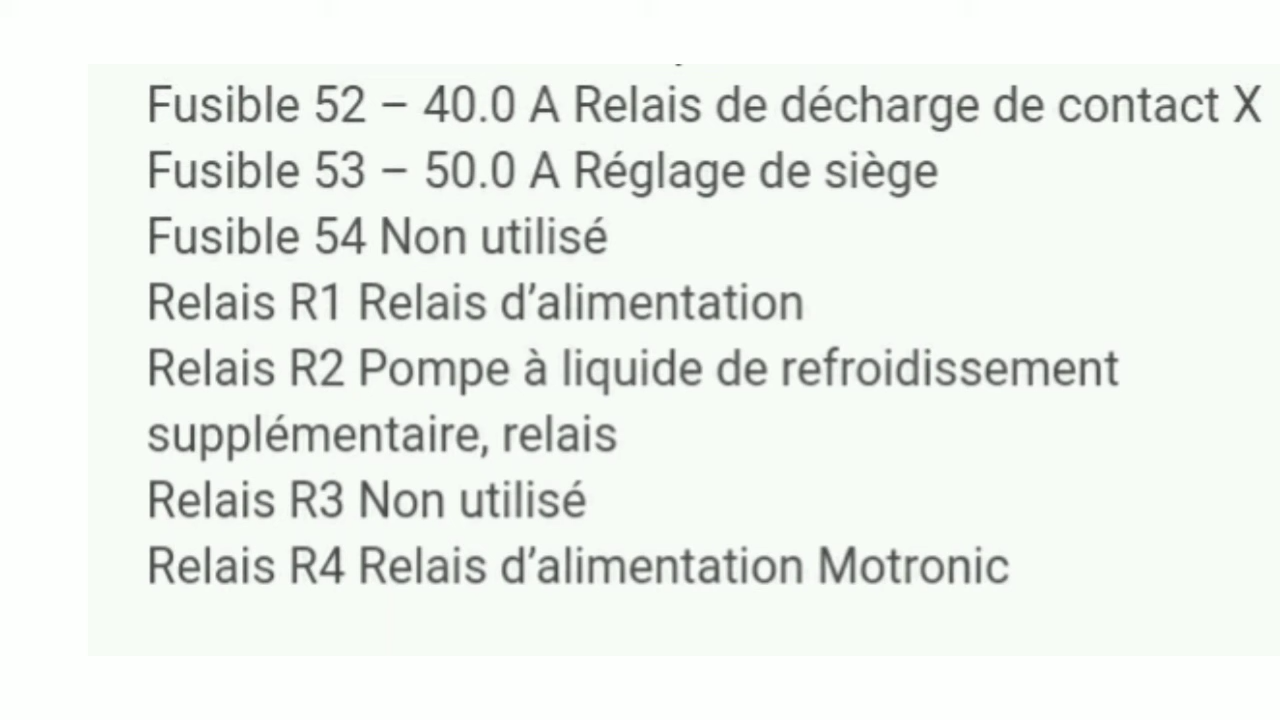 Fusible 52 – 40.0 A Relais de décharge de contact X
Fusible 53 – 50.0 A Réglage de siège
Fusible 54 Non utilisé
Relais R1 Relais d’alimentation
Relais R2 Pompe à liquide de refroidissement
supplémentaire, relais
Relais R3 Non utilisé
Relais R4 Relais d’alimentation Motronic